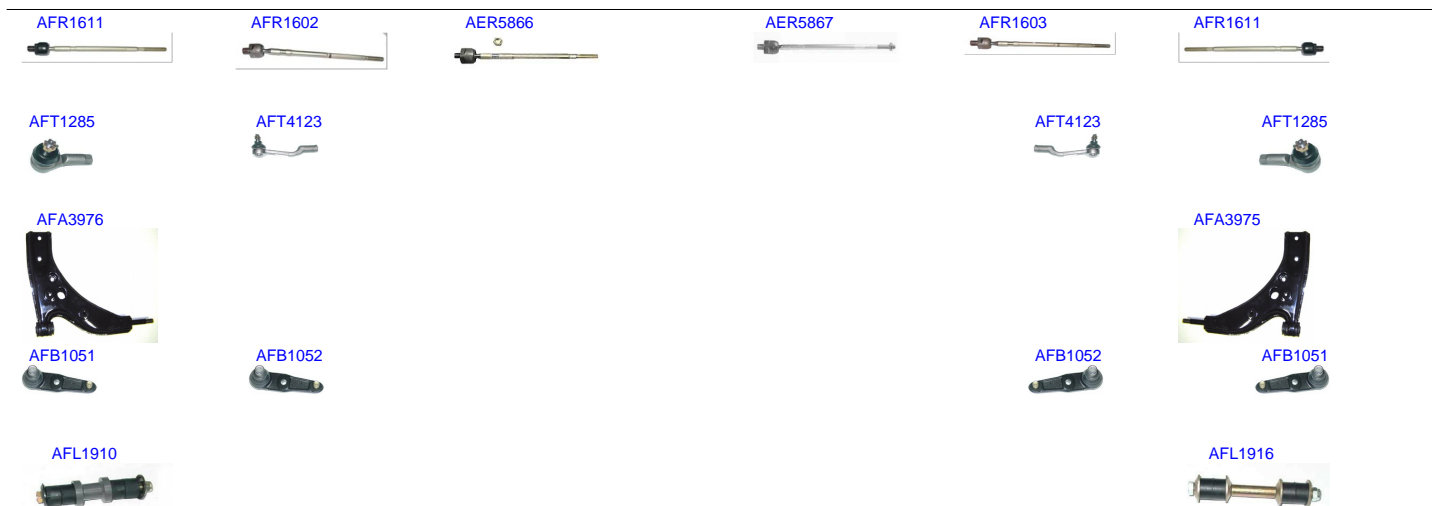 AFR1611 AFR1602 AER5866 AER5867 AFR1603 AFR1611
AFT1285 AFT4123 AFT4123 AFT1285
AFA3976 AFA3975
AFB1051 AFB1052 AFB1052 AFB1051
AFL1910 AFL1916